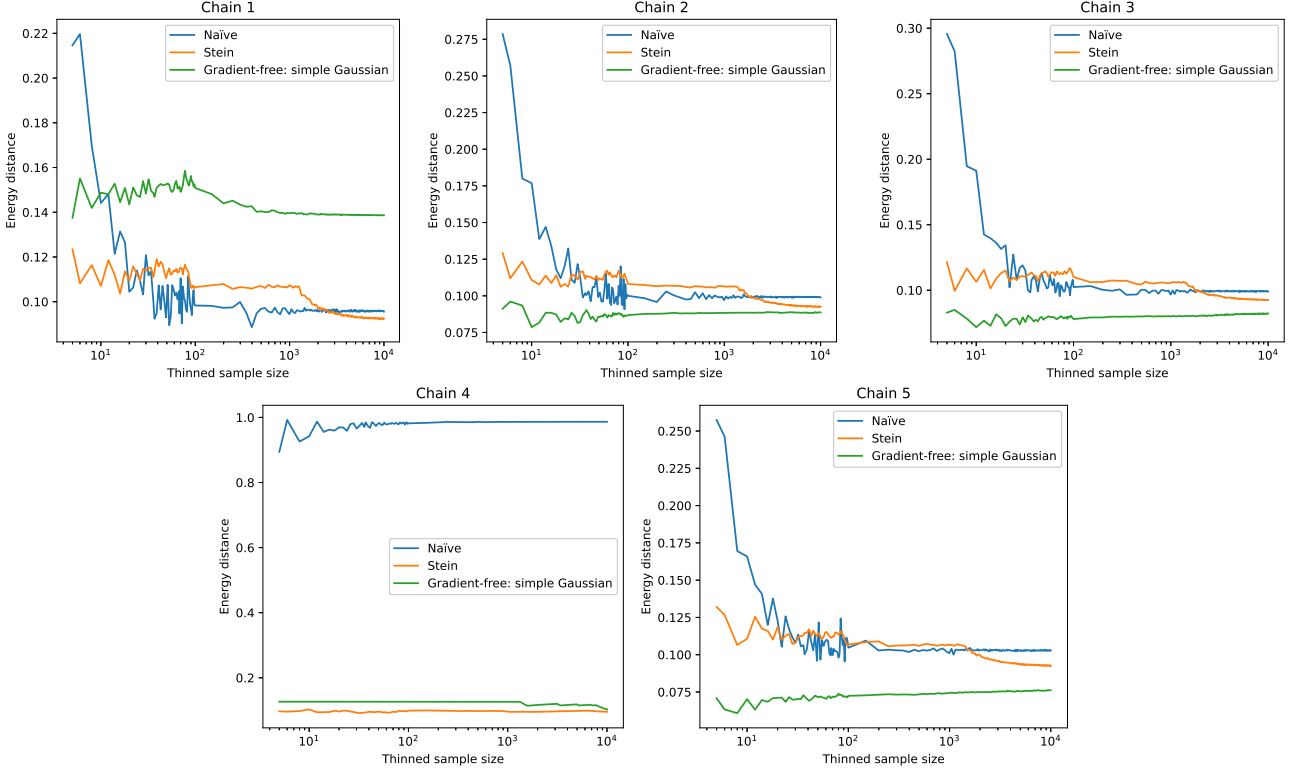 Chain 1
Energy distance
0.22
0.20
0.18
0.16
0.14
0.12
0.10
Naïve
Stein
Gradient-free: simple Gaussian
10¹
10²
10³
10⁴
Thinned sample size
Chain 2
Energy distance
0.275
0.250
0.225
0.200
0.175
0.150
0.125
0.100
0.075
Naïve
Stein
Gradient-free: simple Gaussian
10¹
10²
10³
10⁴
Thinned sample size
Chain 3
Energy distance
0.30
0.25
0.20
0.15
0.10
Naïve
Stein
Gradient-free: simple Gaussian
10¹
10²
10³
10⁴
Thinned sample size
Chain 4
Energy distance
1.0
0.8
0.6
0.4
0.2
Naïve
Stein
Gradient-free: simple Gaussian
10¹
10²
10³
10⁴
Thinned sample size
Chain 5
Energy distance
0.250
0.225
0.200
0.175
0.150
0.125
0.100
0.075
Naïve
Stein
Gradient-free: simple Gaussian
10¹
10²
10³
10⁴
Thinned sample size